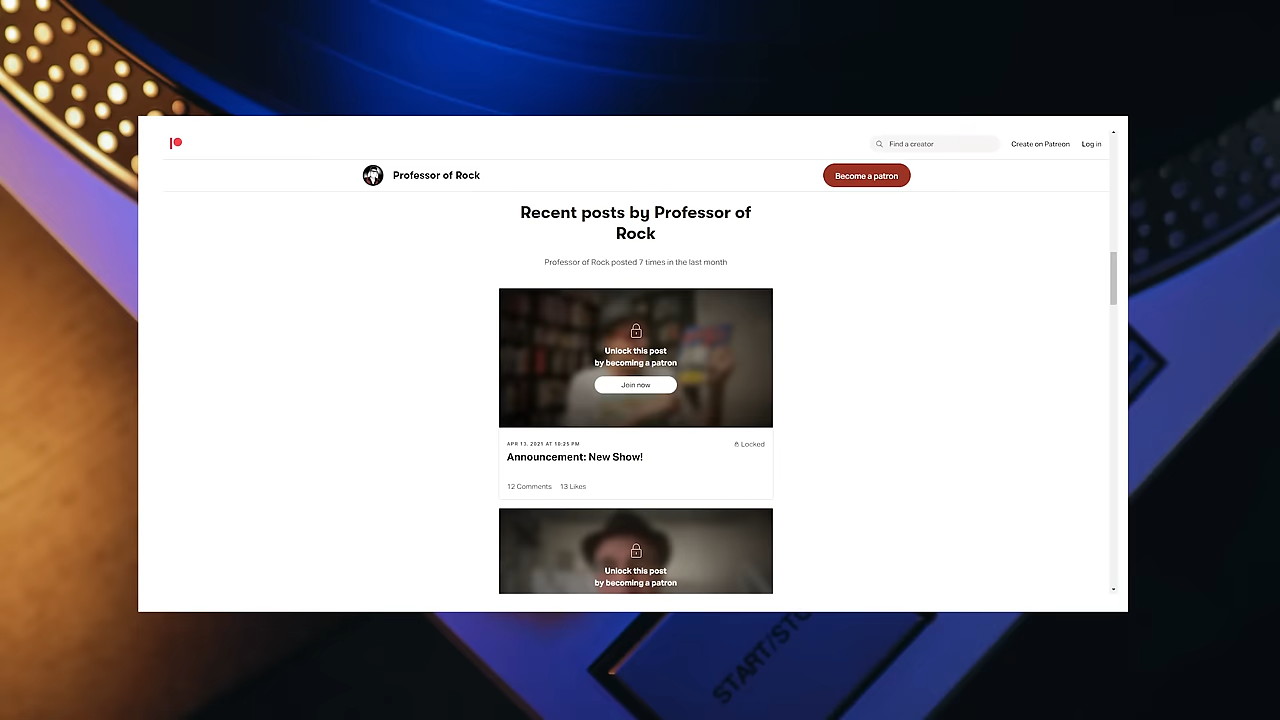 Find a creator
Create on Patreon
Log in
Professor of Rock
Become a patron
Recent posts by Professor of
Rock
Professor of Rock posted 7 times in the last month
Unlock this post
by becoming a patron
Join now
APR 13, 2021 AT 10:25 PM
Locked
Announcement: New Show!
12 Comments
13 Likes
Unlock this post
by becoming a patron
START/STO